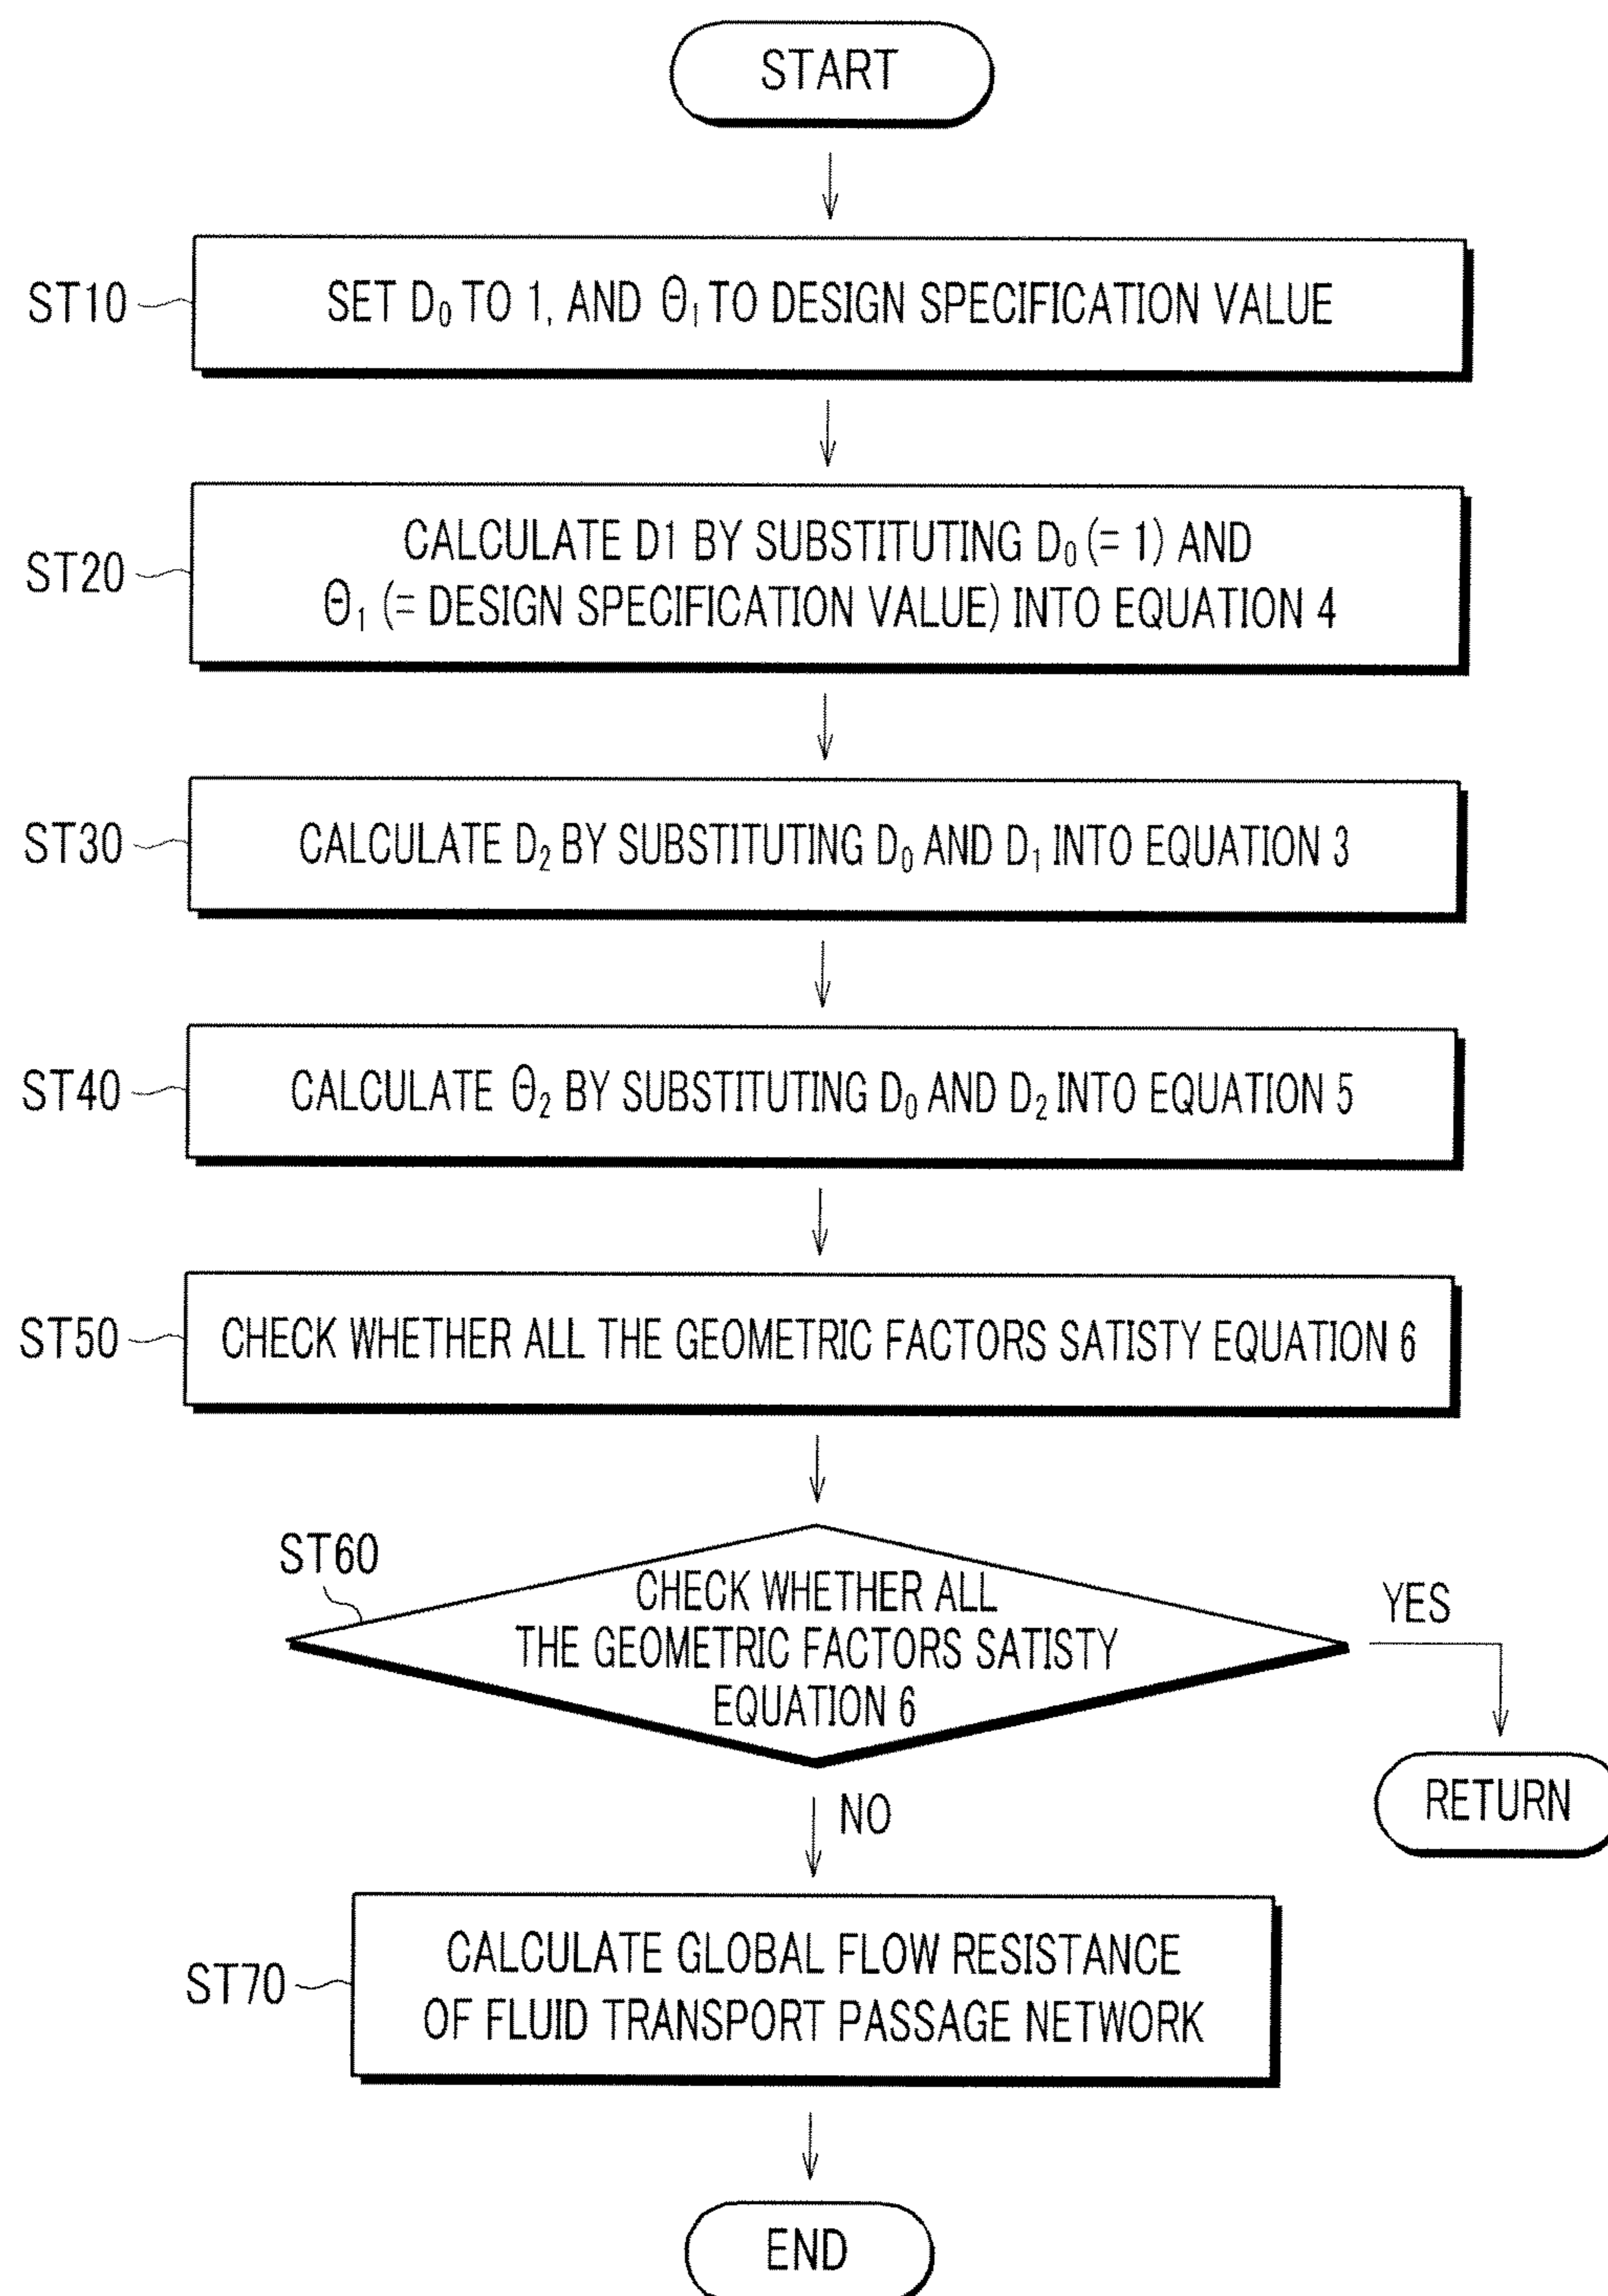 START
ST10
SET D₀ TO 1, AND Θ₁ TO DESIGN SPECIFICATION VALUE
ST20
CALCULATE D1 BY SUBSTITUTING D₀ (= 1) AND
Θ₁ (= DESIGN SPECIFICATION VALUE) INTO EQUATION 4
ST30
CALCULATE D₂ BY SUBSTITUTING D₀ AND D₁ INTO EQUATION 3
ST40
CALCULATE Θ₂ BY SUBSTITUTING D₀ AND D₂ INTO EQUATION 5
ST50
CHECK WHETHER ALL THE GEOMETRIC FACTORS SATISTY EQUATION 6
ST60
CHECK WHETHER ALL
THE GEOMETRIC FACTORS SATISTY
EQUATION 6
YES
RETURN
NO
ST70
CALCULATE GLOBAL FLOW RESISTANCE
OF FLUID TRANSPORT PASSAGE NETWORK
END